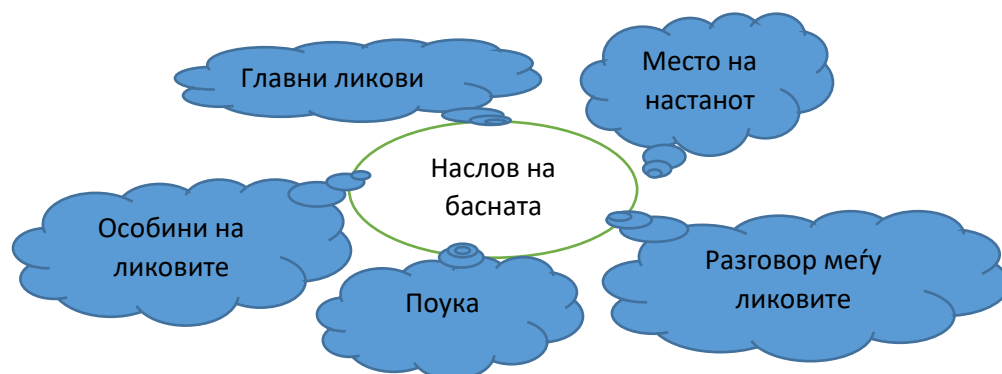 Главни ликови
Место на
настанот
Наслов на
басната
Особини на
ликовите
Разговор меѓу
ликовите
Поука